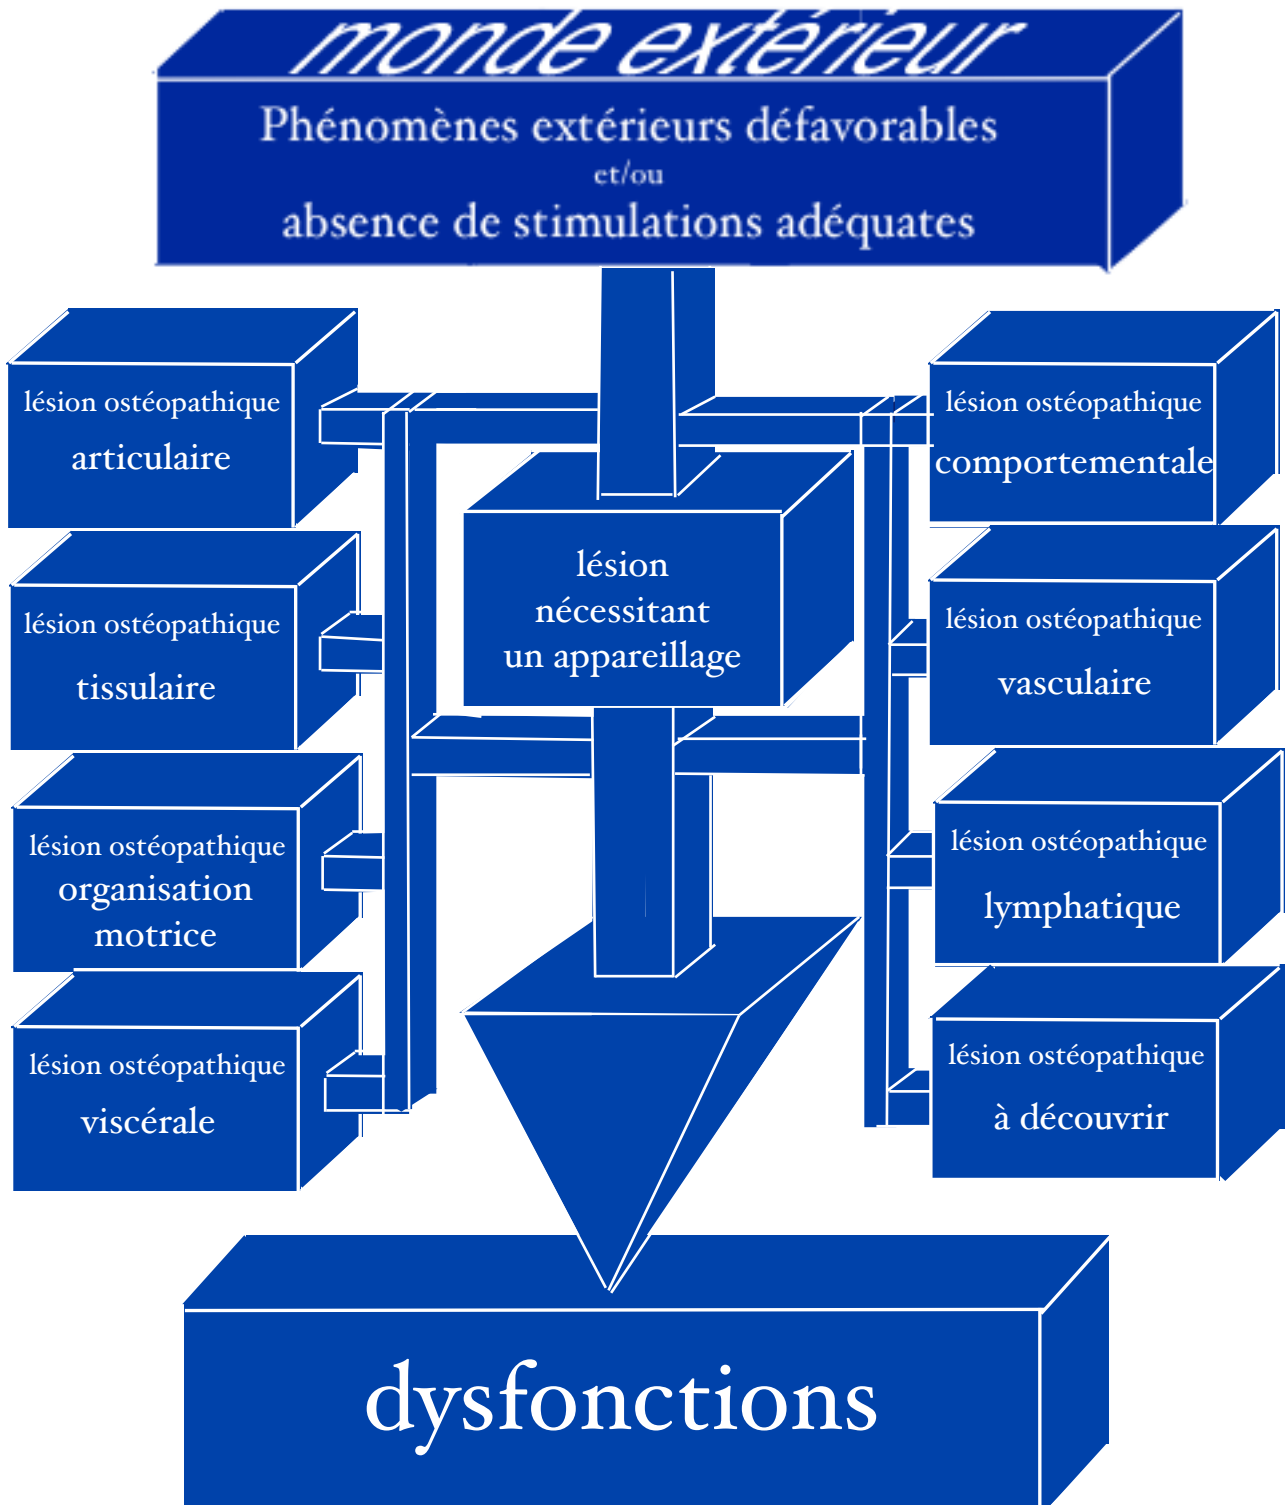 monde extérieur
Phénomènes extérieurs défavorables
et/ou
absence de stimulations adéquates
lésion ostéopathique
articulaire
lésion ostéopathique
tissulaire
lésion ostéopathique
organisation
motrice
lésion ostéopathique
viscérale
lésion
nécessitant
un appareillage
lésion ostéopathique
comportementale
lésion ostéopathique
vasculaire
lésion ostéopathique
lymphatique
lésion ostéopathique
à découvrir
dysfonctions